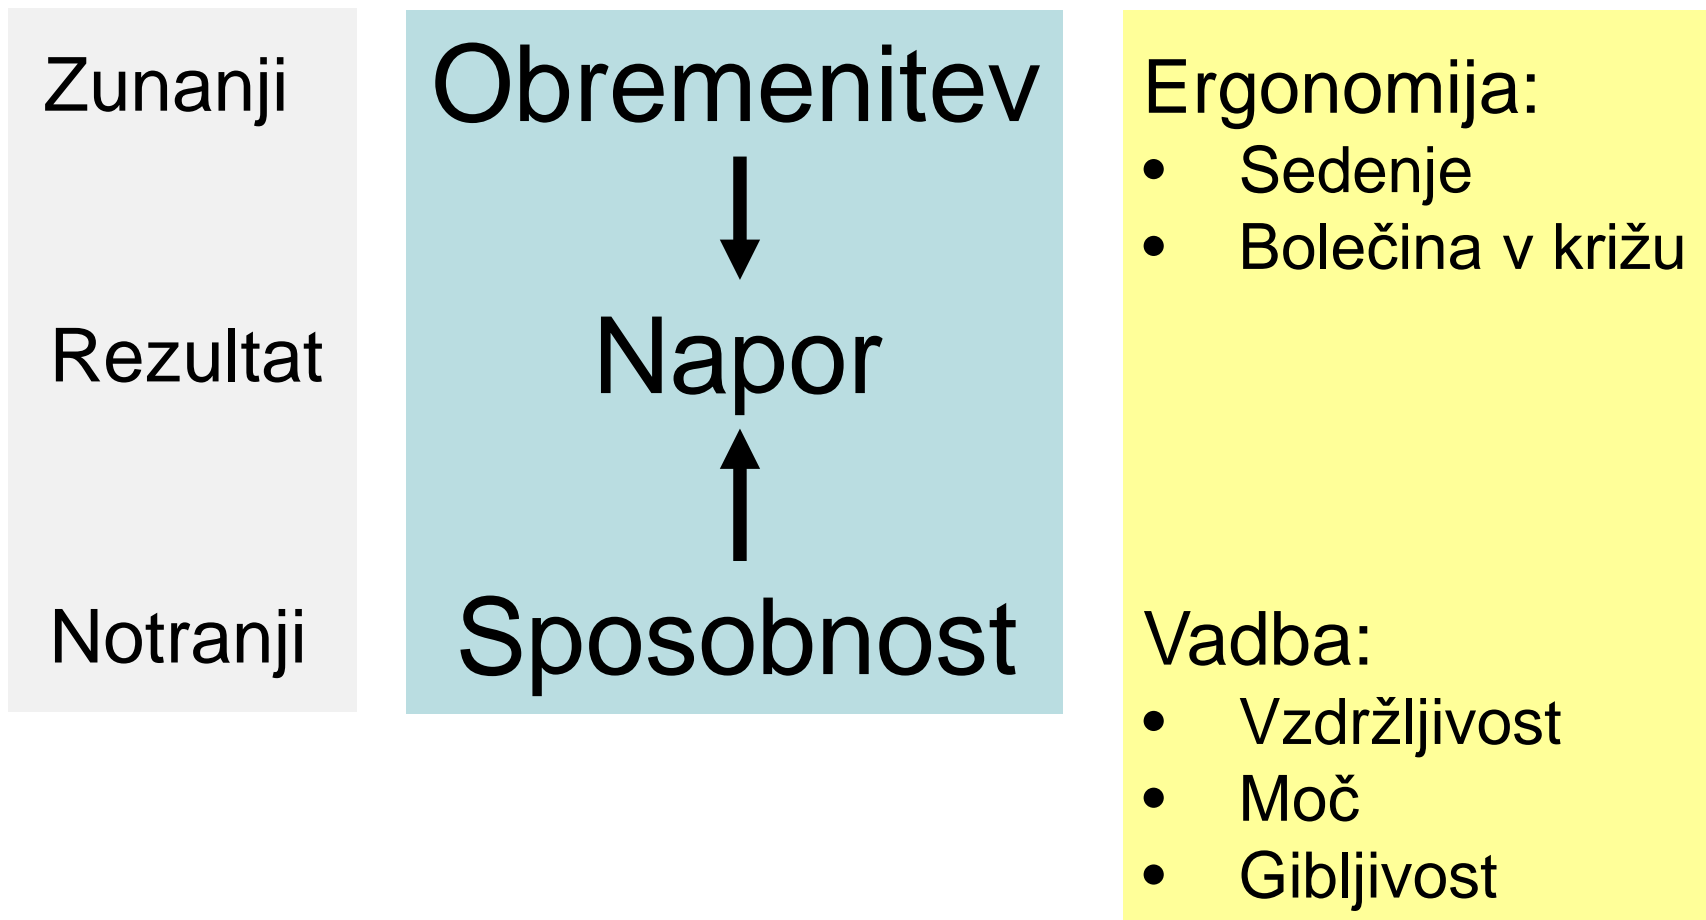 Zunanji
Rezultat
Notranji
Obremenitev
Napor
Sposobnost
Ergonomija:
• Sedenje
• Bolečina v križu
Vadba:
• Vzdržljivost
• Moč
• Gibljivost